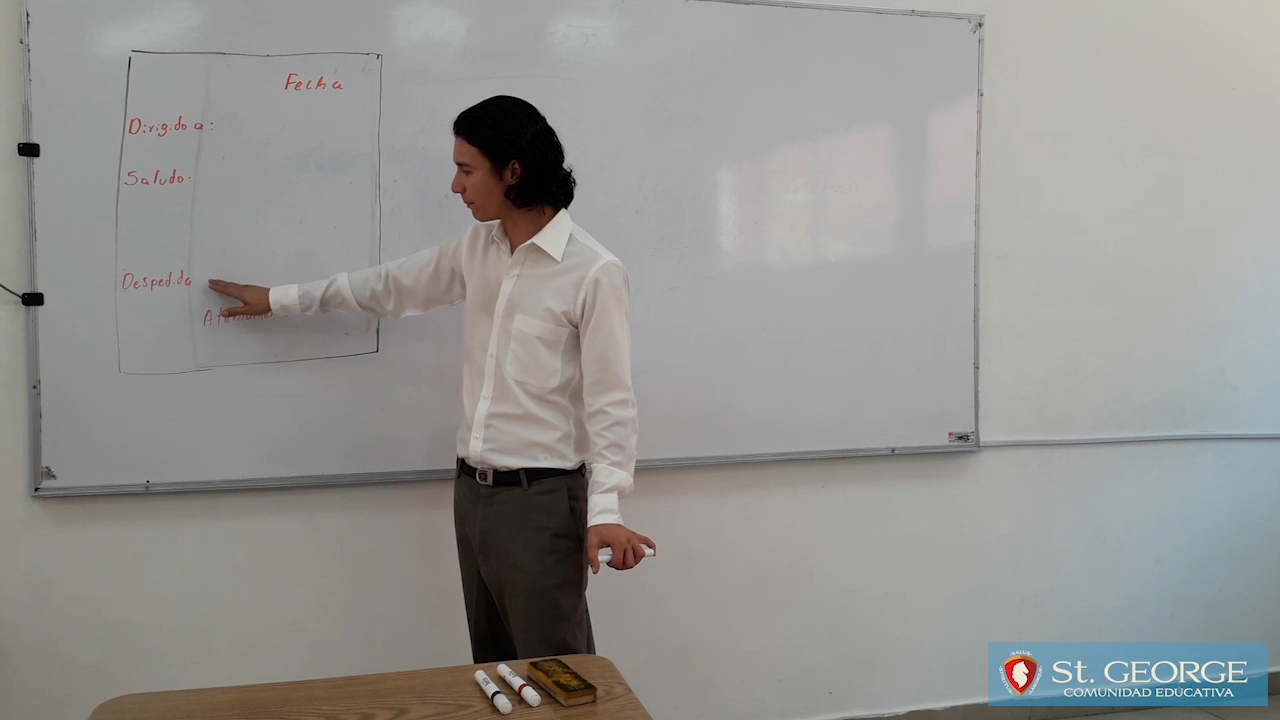 Fecha
Dirigido a:
Saludo:
Despedida
St. GEORGE
COMUNIDAD EDUCATIVA